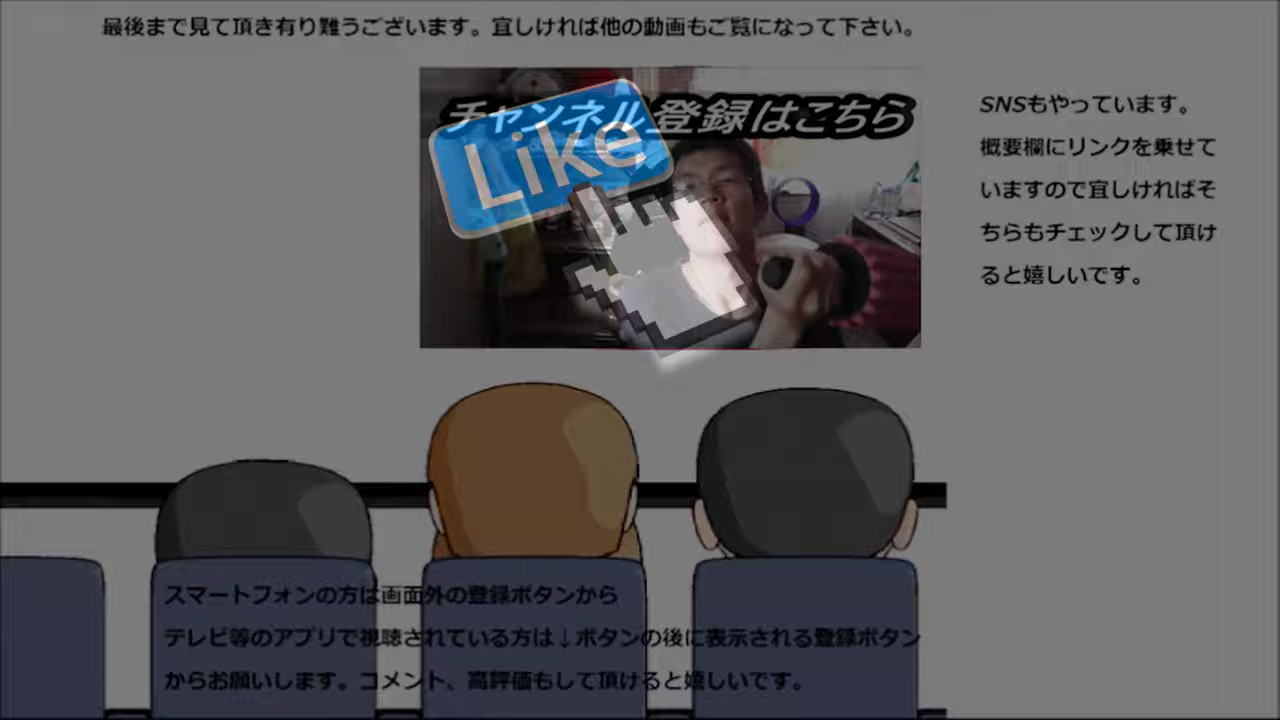 最後まで見て頂き有り難うございます。宜しければ他の動画もご覧になって下さい。
チャンネル登録はこちら
Like
SNSもやっています。
概要欄にリンクを乗せて
いますので宜しければそ
ちらもチェックして頂け
ると嬉しいです。
スマートフォンの方は画面外の登録ボタンから
テレビ等のアプリで視聴されている方は↓ボタンの後に表示される登録ボタン
からお願いします。コメント、高評価もして頂けると嬉しいです。